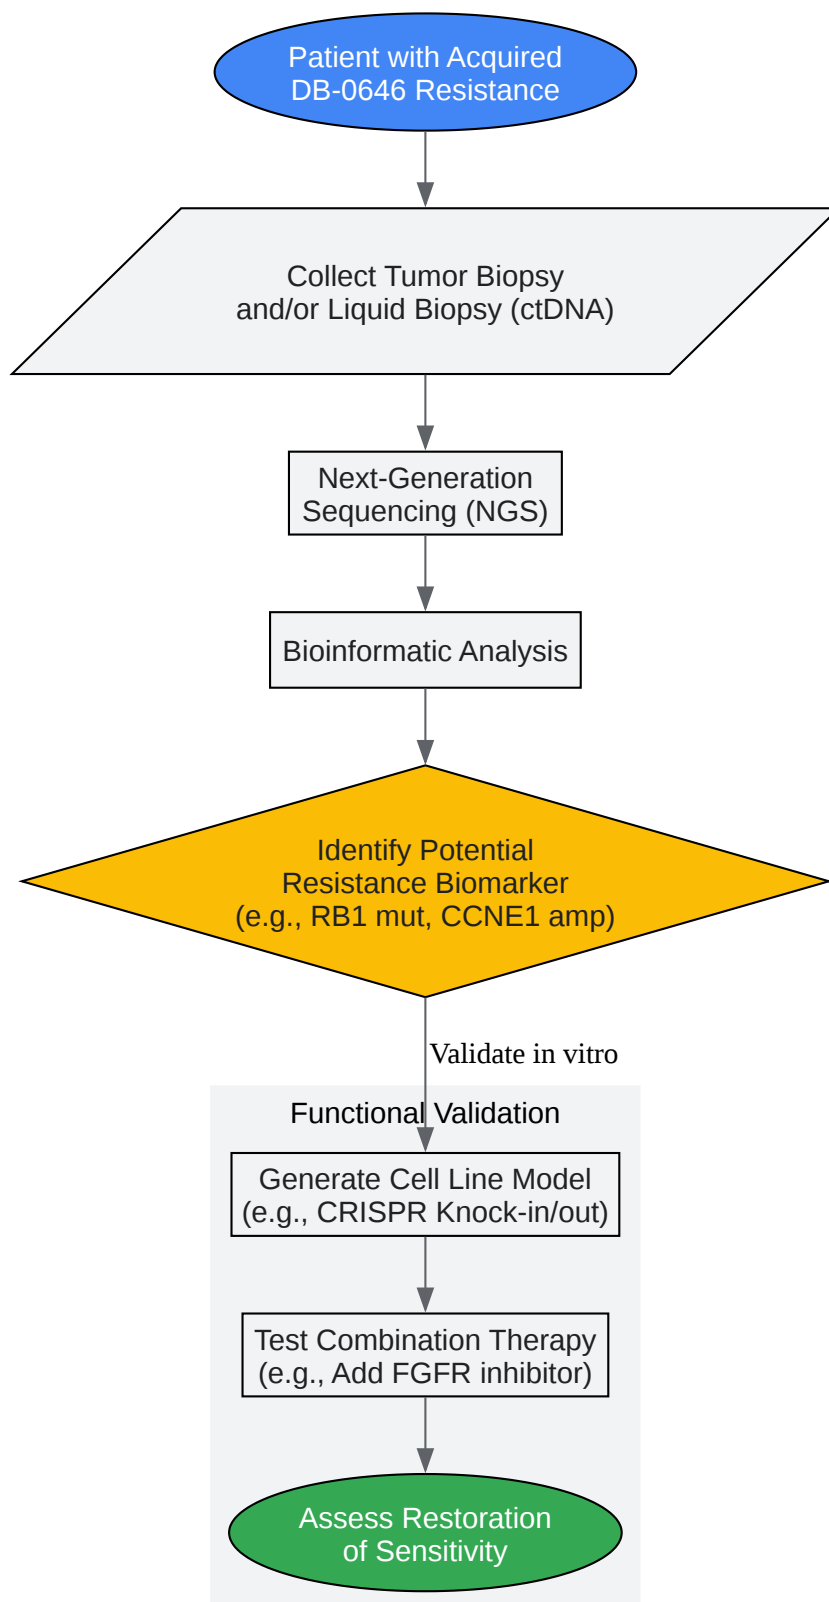 Patient with Acquired
DB-0646 Resistance
Collect Tumor Biopsy
and/or Liquid Biopsy (ctDNA)
Next-Generation
Sequencing (NGS)
Bioinformatic Analysis
Identify Potential
Resistance Biomarker
(e.g., RB1 mut, CCNE1 amp)
Validate in vitro
Functional Validation
Generate Cell Line Model
(e.g., CRISPR Knock-in/out)
Test Combination Therapy
(e.g., Add FGFR inhibitor)
Assess Restoration
of Sensitivity